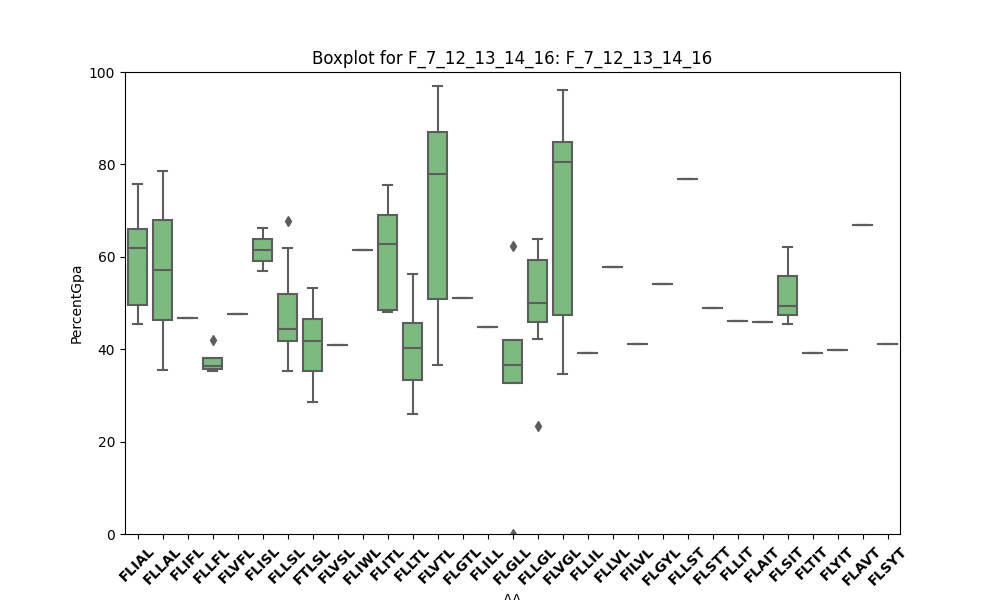 Boxplot for F_7_12_13_14_16: F_7_12_13_14_16
PercentGpa
100
80
60
40
20
0
FLIAL
FLLAL
FLIFL
FLLFL
FLVFL
FLISL
FLLSL
FTLSL
FLVSL
FLIWL
FLITL
FLLTL
FLVTL
FLGTL
FLILL
FLGLL
FLLGL
FLVGL
FLLIL
FLLVL
FILVL
FLGYL
FLLST
FLSTT
FLLIT
FLAIT
FLSIT
FLTIT
FLYIT
FLAVT
FLSYT
AA